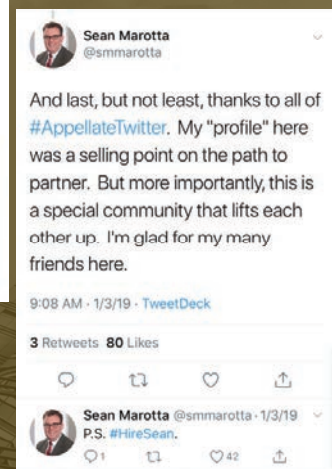 Sean Marotta
@smmarotta
And last, but not least, thanks to all of
#AppellateTwitter. My "profile" here
was a selling point on the path to
partner. But more importantly, this is
a special community that lifts each
other up. I'm glad for my many
friends here.
9:08 AM · 1/3/19 · TweetDeck
3 Retweets 80 Likes
Sean Marotta @smmarotta · 1/3/19
P.S. #HireSean.
1 42